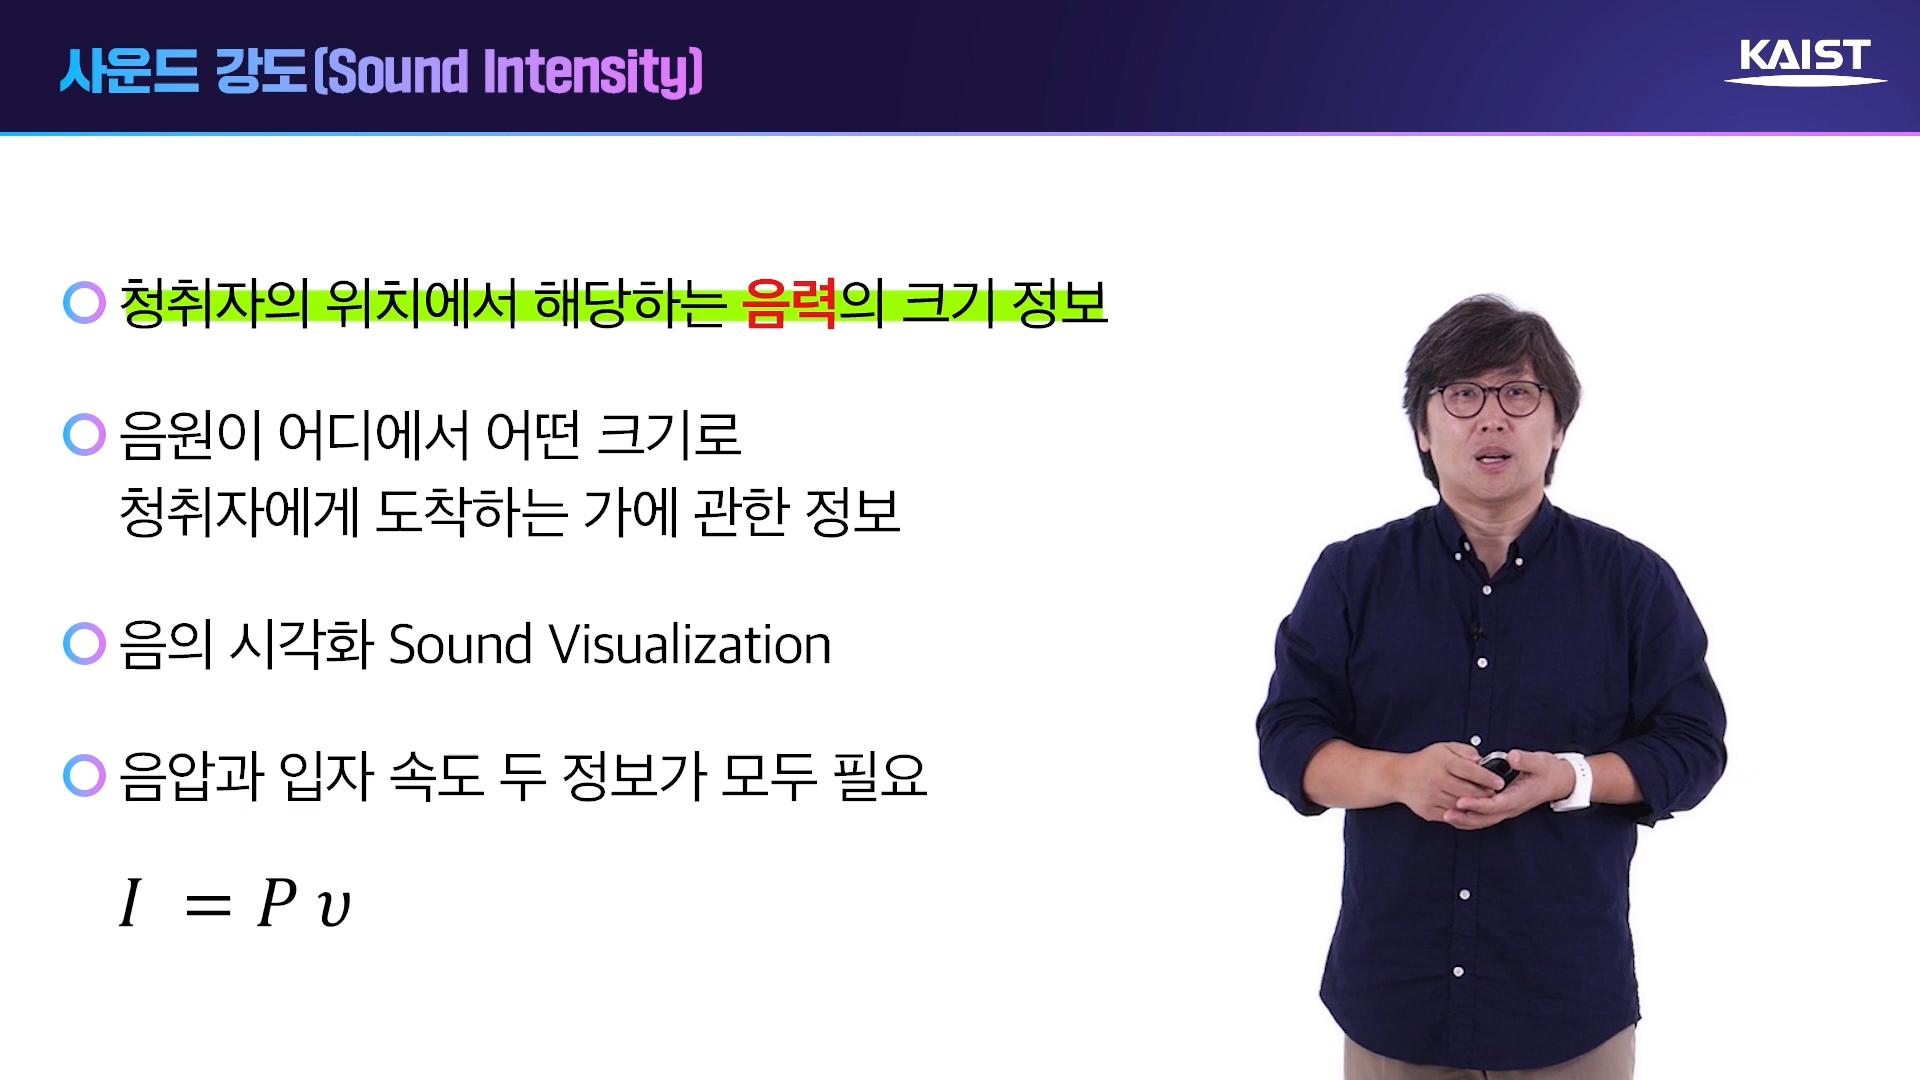 사운드 강도(Sound Intensity)
KAIST
청취자의 위치에서 해당하는 음력의 크기 정보
음원이 어디에서 어떤 크기로
청취자에게 도착하는 가에 관한 정보
음의 시각화 Sound Visualization
음압과 입자 속도 두 정보가 모두 필요
I = P υ